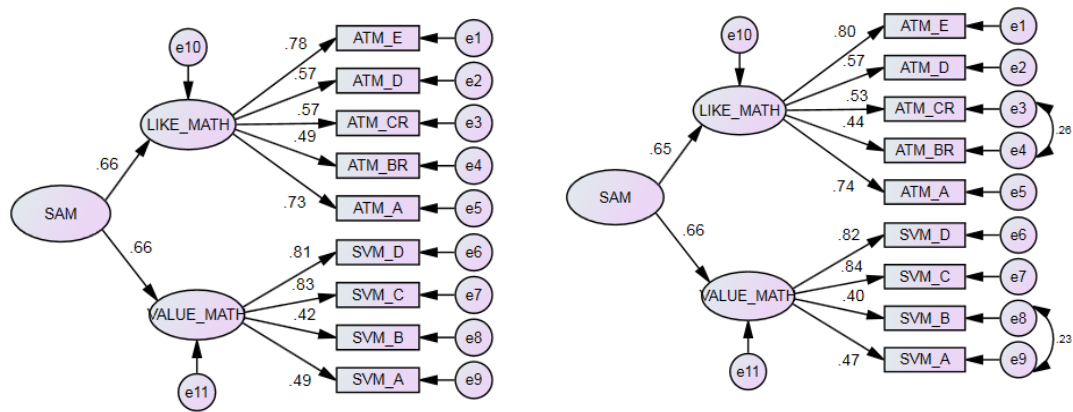 e10
.78
ATM_E
e1
.57
ATM_D
e2
.57
LIKE_MATH
ATM_CR
e3
.49
ATM_BR
e4
.66
.73
ATM_A
e5
SAM
.66
.81
SVM_D
e6
.83
SVM_C
e7
VALUE_MATH
.42
SVM_B
e8
.49
SVM_A
e9
e11
e10
.80
ATM_E
e1
.57
ATM_D
e2
.53
LIKE_MATH
ATM_CR
e3
.26
.44
ATM_BR
e4
.65
.74
ATM_A
e5
SAM
.66
.82
SVM_D
e6
.84
SVM_C
e7
VALUE_MATH
.40
SVM_B
e8
.23
.47
SVM_A
e9
e11